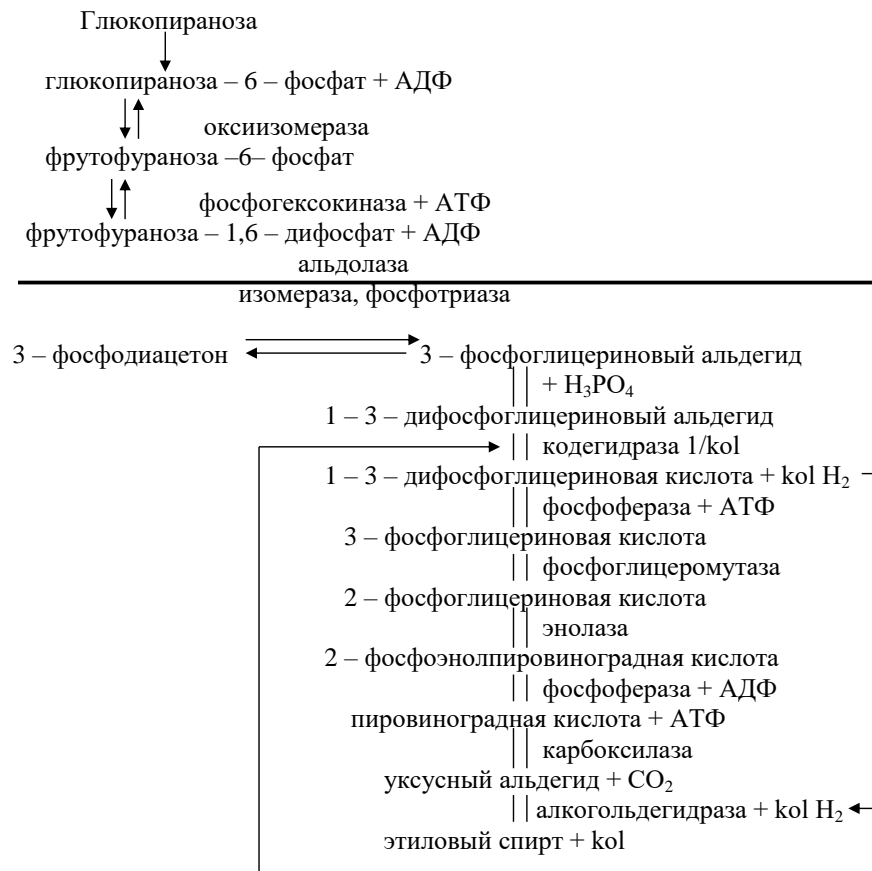 Глюкопираноза
глюкопираноза – 6 – фосфат + АДФ
оксиизомераза
фрутофураноза –6– фосфат
фосфогексокиназа + АТФ
фрутофураноза – 1,6 – дифосфат + АДФ
альдолаза
изомераза, фосфотриаза
3 – фосфодиацетон 3 – фосфоглицериновый альдегид
+ H₃PO₄
1 – 3 – дифосфоглицериновый альдегид
кодегидраза 1/kol
1 – 3 – дифосфоглицериновая кислота + kol H₂
фосфофераза + АТФ
3 – фосфоглицериновая кислота
фосфоглицеромутаза
2 – фосфоглицериновая кислота
энолаза
2 – фосфоэнолпировиноградная кислота
фосфофераза + АДФ
пировиноградная кислота + АТФ
карбоксилаза
уксусный альдегид + CO₂
алкогольдегидраза + kol H₂
этиловый спирт + kol